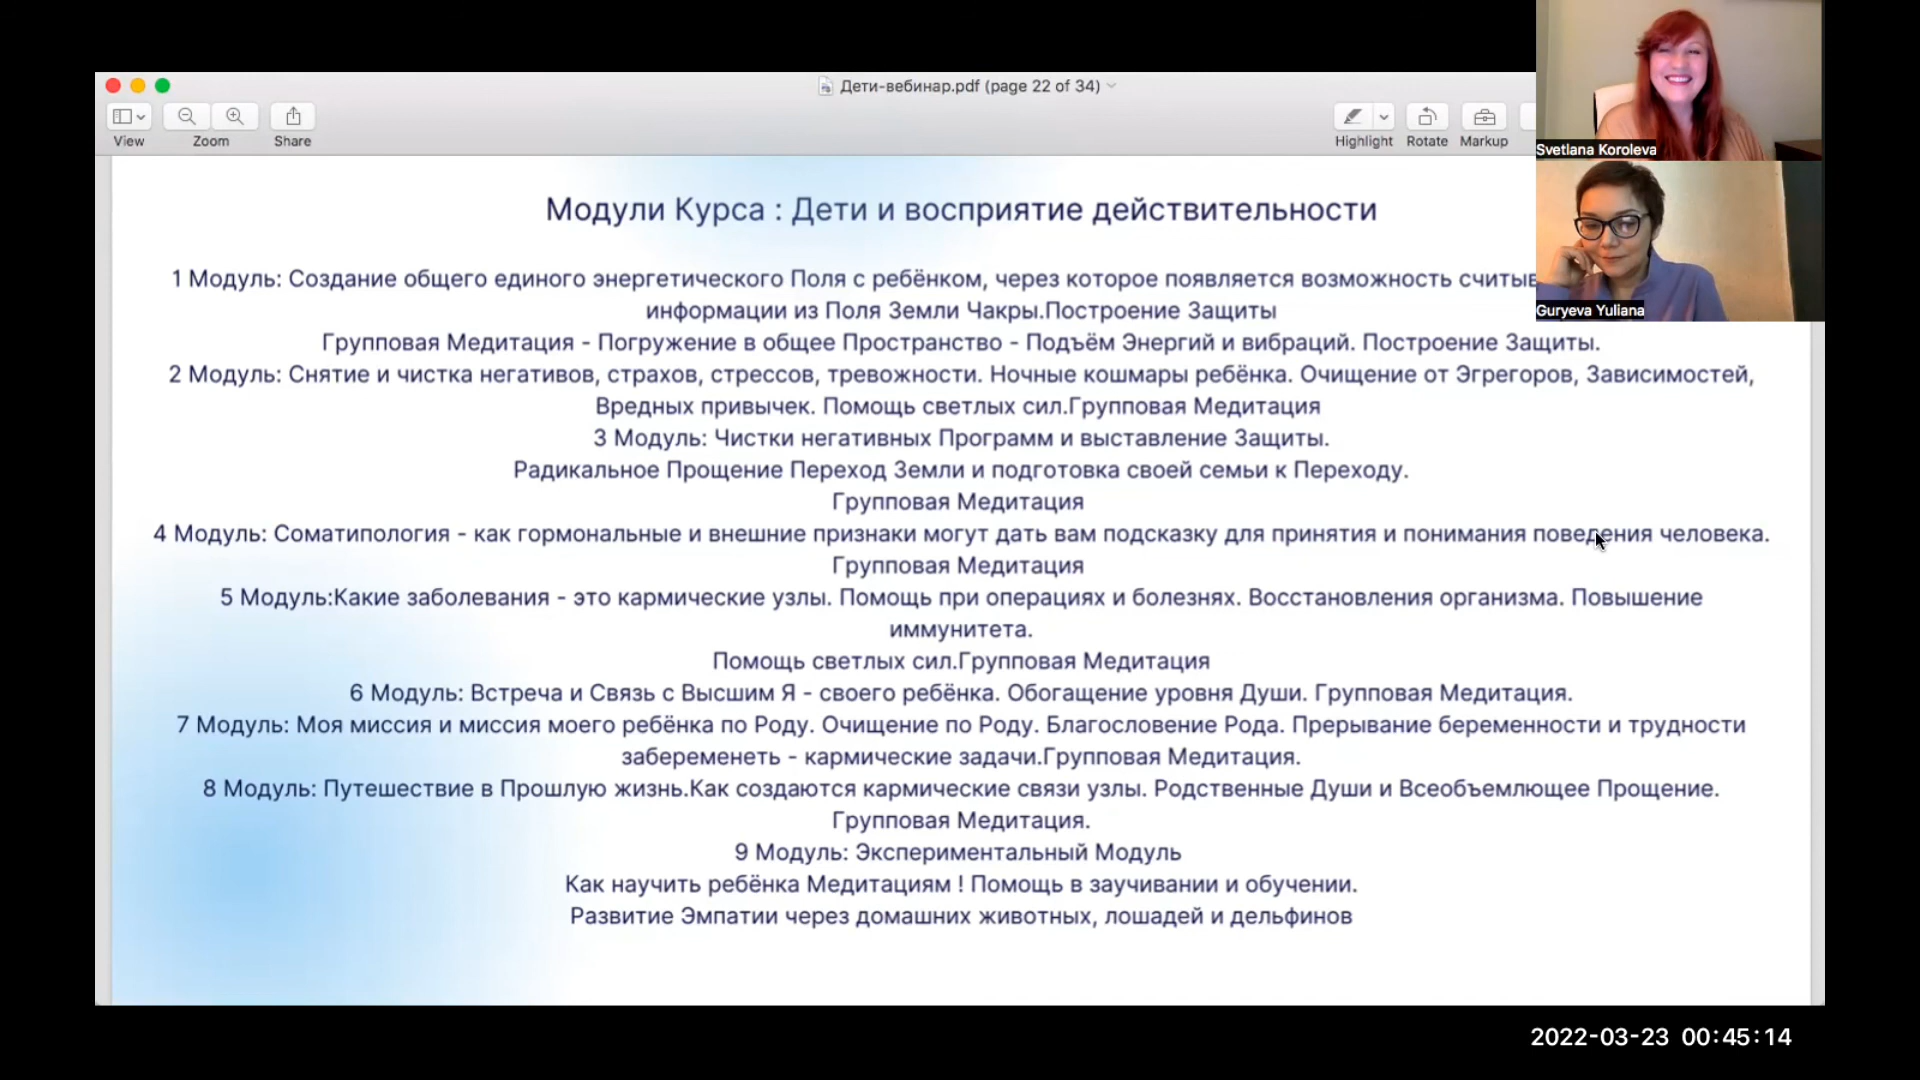 Дети-вебинар.pdf (page 22 of 34)
View
Zoom
Share
Highlight
Rotate
Markup
Svetlana Koroleva
Guryeva Yuliana
Модули Курса : Дети и восприятие действительности
1 Модуль: Создание общего единого энергетического Поля с ребёнком, через которое появляется возможность
информации из Поля Земли Чакры.Построение Защиты
Групповая Медитация - Погружение в общее Пространство - Подъём Энергий и вибраций. Построение Защиты.
2 Модуль: Снятие и чистка негативов, страхов, стрессов, тревожности. Ночные кошмары ребёнка. Очищение от Эгрегоров, Зависимостей,
Вредных привычек. Помощь светлых сил.Групповая Медитация
3 Модуль: Чистки негативных Программ и выставление Защиты.
Радикальное Прощение Переход Земли и подготовка своей семьи к Переходу.
Групповая Медитация
4 Модуль: Соматипология - как гормональные и внешние признаки могут дать вам подсказку для принятия и понимания поведения человека.
Групповая Медитация
5 Модуль:Какие заболевания - это кармические узлы. Помощь при операциях и болезнях. Восстановления организма. Повышение
иммунитета.
Помощь светлых сил.Групповая Медитация
6 Модуль: Встреча и Связь с Высшим Я - своего ребёнка. Обогащение уровня Души. Групповая Медитация.
7 Модуль: Моя миссия и миссия моего ребёнка по Роду. Очищение по Роду. Благословение Рода. Прерывание беременности и трудности
забеременеть - кармические задачи.Групповая Медитация.
8 Модуль: Путешествие в Прошлую жизнь.Как создаются кармические связи узлы. Родственные Души и Всеобъемлющее Прощение.
Групповая Медитация.
9 Модуль: Экспериментальный Модуль
Как научить ребёнка Медитациям ! Помощь в заучивании и обучении.
Развитие Эмпатии через домашних животных, лошадей и дельфинов
2022-03-23 00:45:14